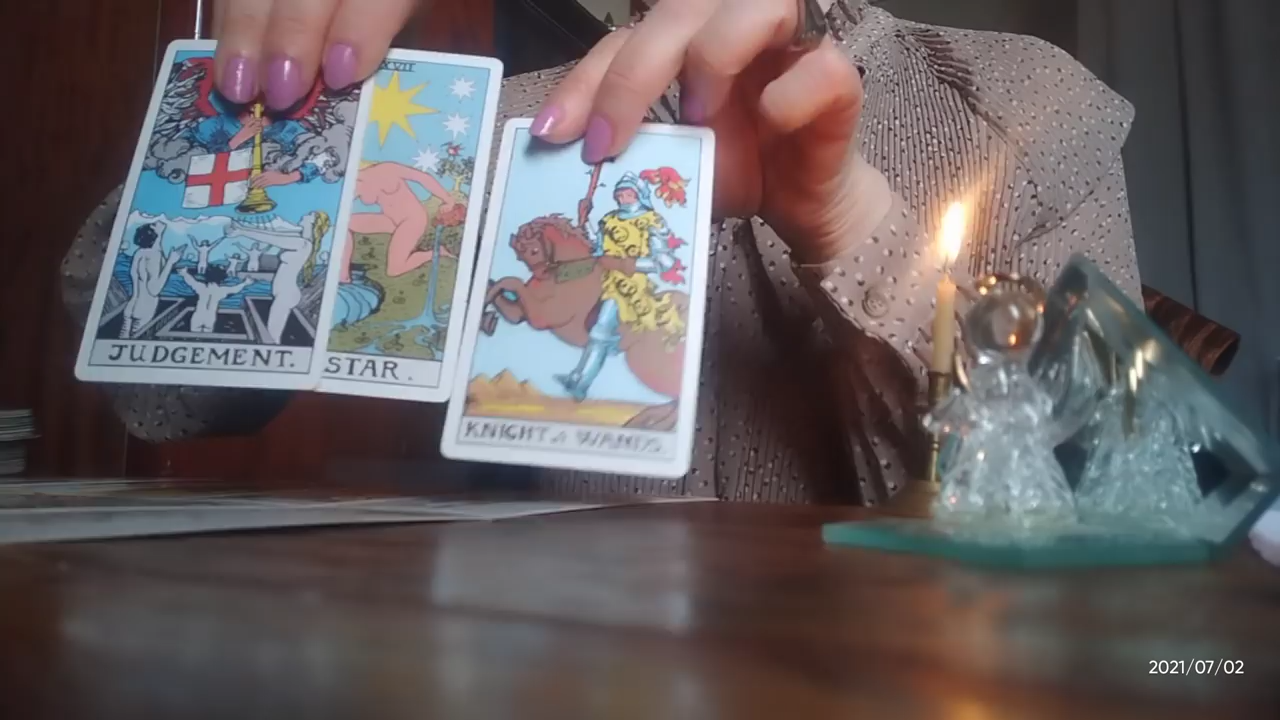 XVII
JUDGEMENT.
STAR.
KNIGHT of WANDS.
2021/07/02